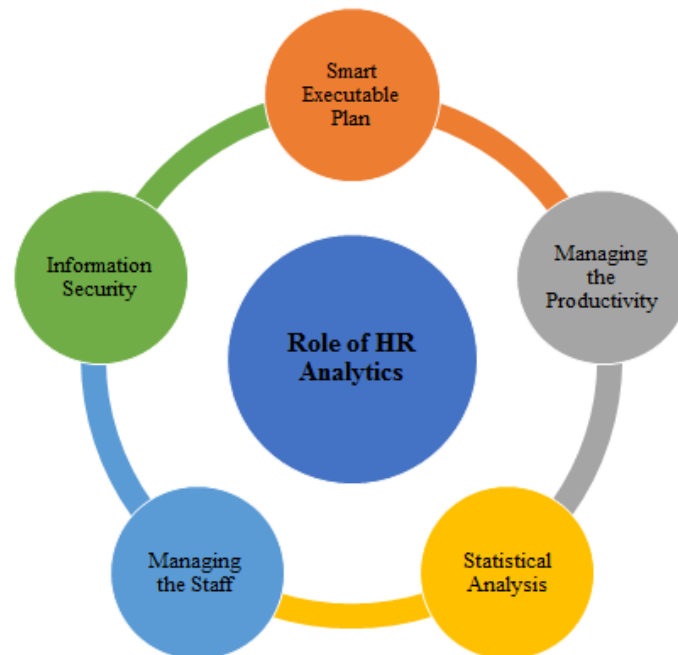 Smart
Executable
Plan
Information
Security
Managing
the
Productivity
Role of HR
Analytics
Managing
the Staff
Statistical
Analysis